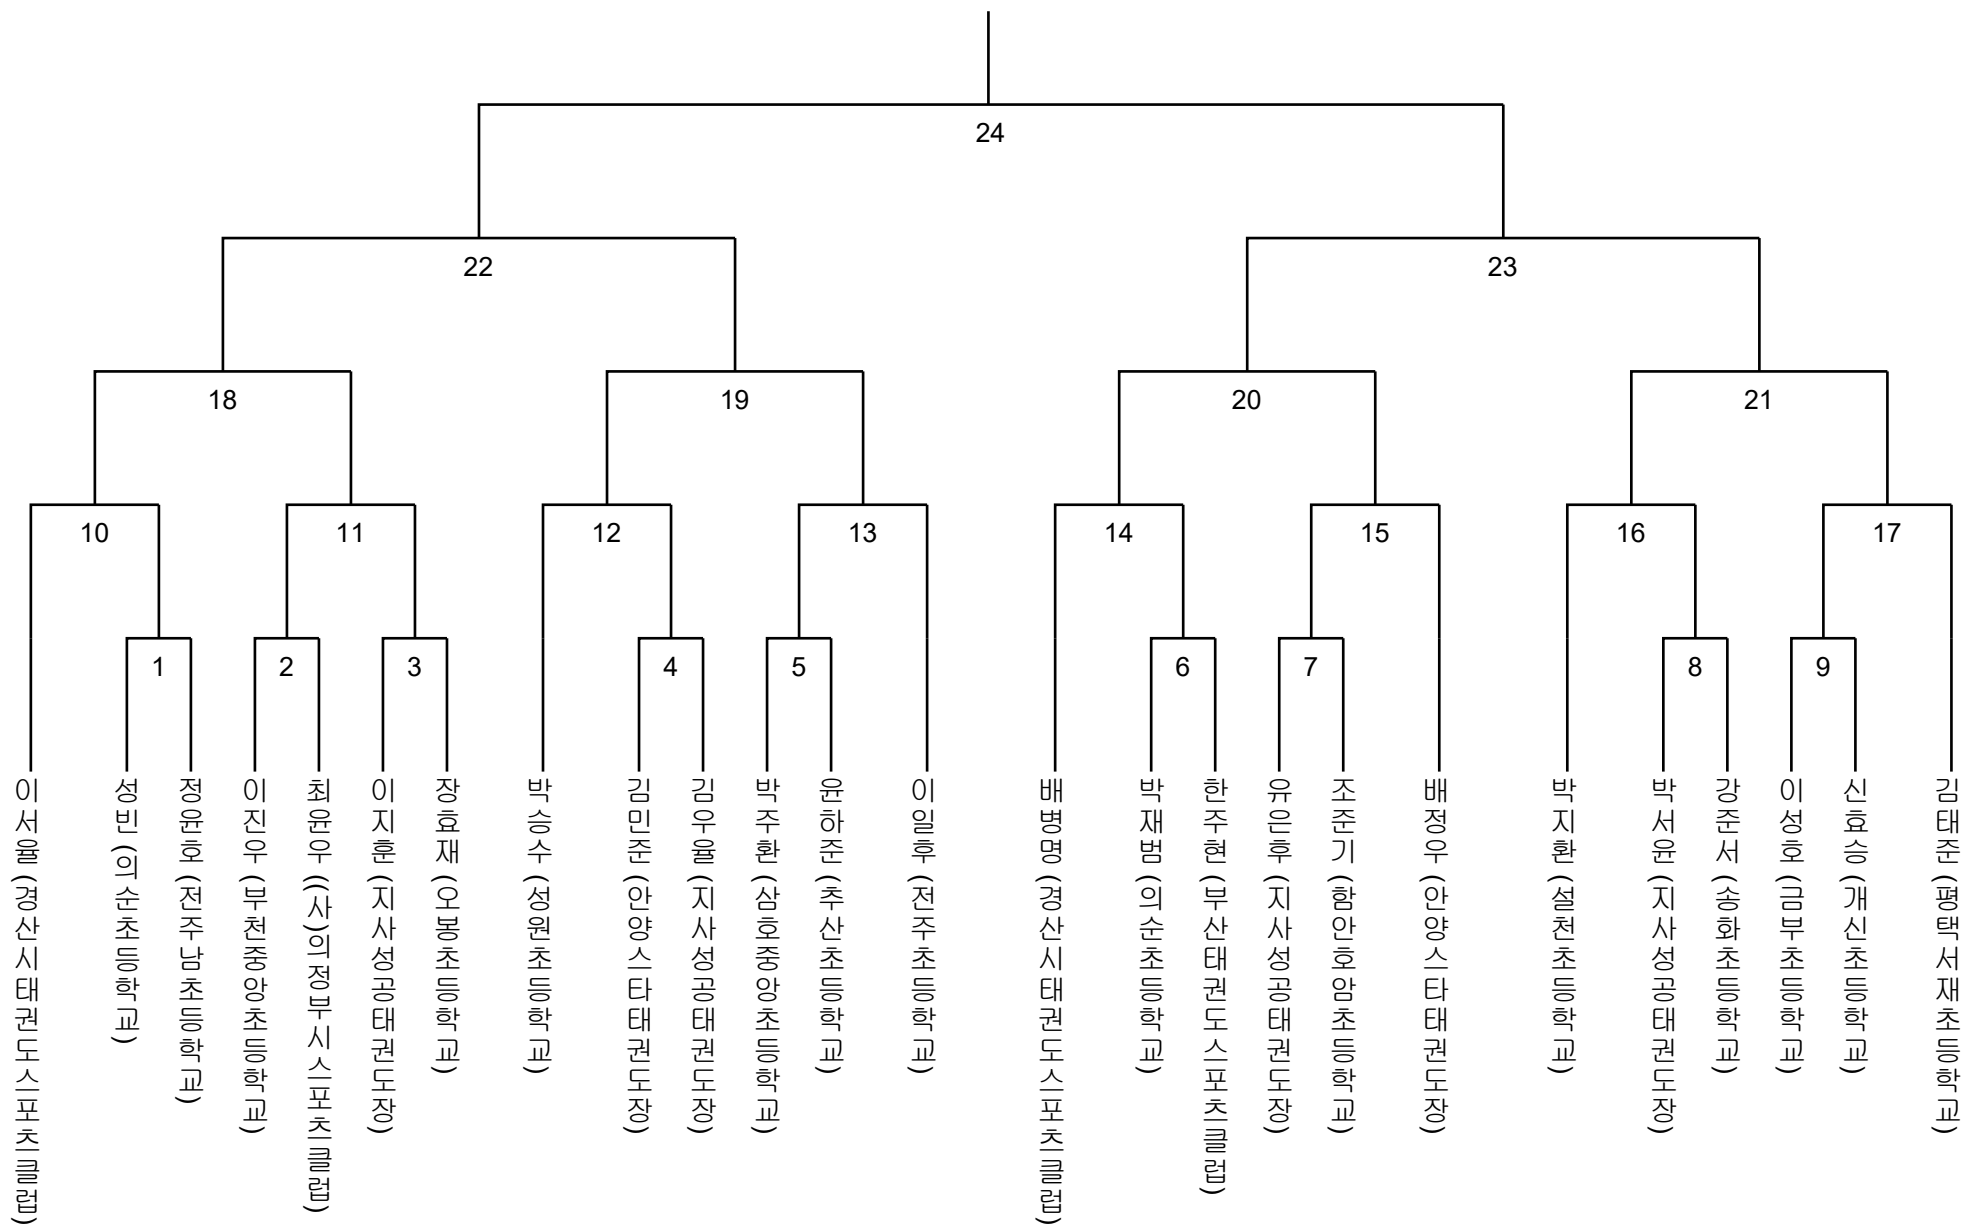 24
22
23
18
19
20
21
10
11
12
13
14
15
16
17
1
2
3
4
5
6
7
8
9
이서율 (경산시태권도스포츠클럽)
성빈 (의순초등학교)
정윤호 (전주남초등학교)
이진우 (부천중앙초등학교)
최윤우 ((사)의정부시스포츠클럽)
이지훈 (지사성공태권도장)
장효재 (오봉초등학교)
박승수 (성원초등학교)
김민준 (안양스타태권도장)
김우율 (지사성공태권도장)
박주환 (삼호중앙초등학교)
윤하준 (추산초등학교)
이일후 (전주초등학교)
배병명 (경산시태권도스포츠클럽)
박재범 (의순초등학교)
한주현 (부산태권도스포츠클럽)
유은후 (지사성공태권도장)
조준기 (함안호암초등학교)
배정우 (안양스타태권도장)
박지환 (설천초등학교)
박서윤 (지사성공태권도장)
강준서 (송화초등학교)
이성호 (금부초등학교)
신효승 (개신초등학교)
김태준 (평택서재초등학교)